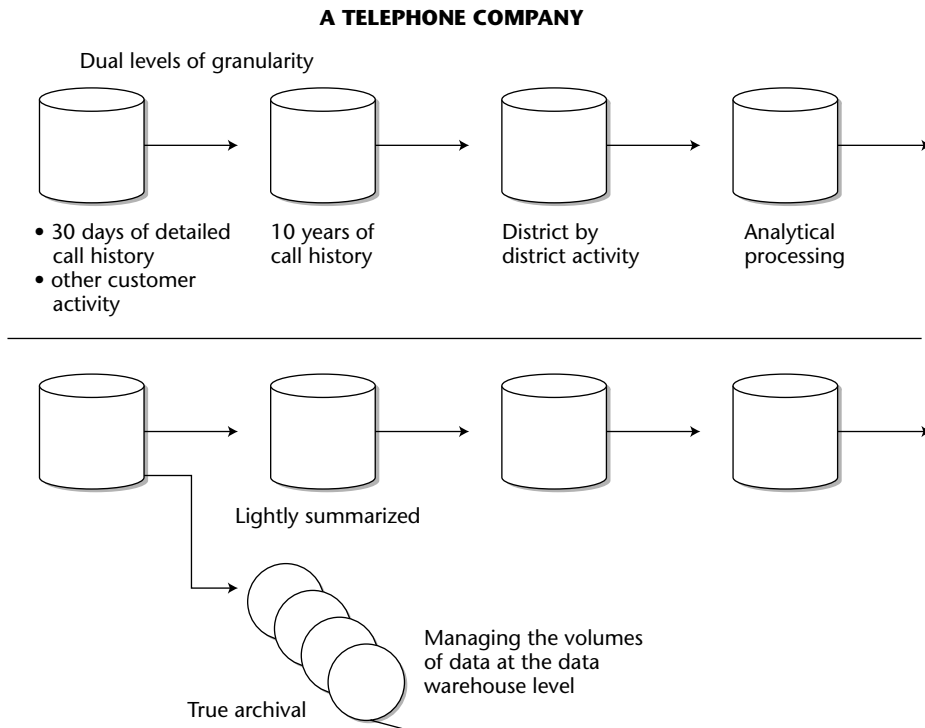 A TELEPHONE COMPANY
Dual levels of granularity
• 30 days of detailed
call history
• other customer
activity
10 years of
call history
District by
district activity
Analytical
processing
Lightly summarized
Managing the volumes
of data at the data
warehouse level
True archival